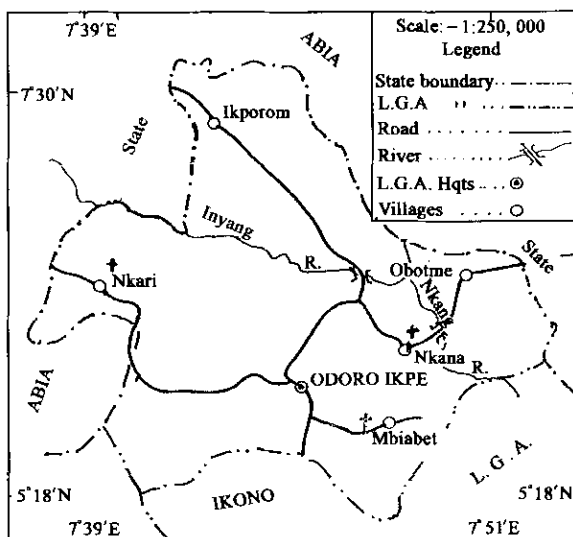 7°39′E
Scale: – 1:250, 000
Legend
State boundary
L.G.A ״
Road
River
L.G.A. Hqts
Villages
7°30′N
ABIA
State
Ikporom
Inyang
R.
Obotme
State
Nkang
R.
Nkari
Nkana
ODORO IKPE
Mbiabet
ABIA
IKONO
L.G.A.
5°18′N
5°18′N
7°39′E
7°51′E